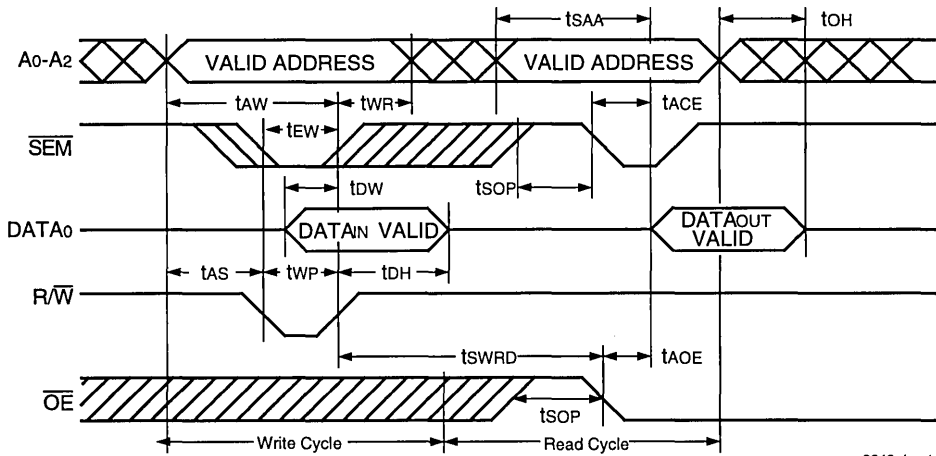 tSAA tOH
A0-A2 VALID ADDRESS VALID ADDRESS
tAW tWR tACE
SEM tEW
tDW tSOP
DATA0 DATAIN VALID DATAOUT VALID
tAS tWP tDH
R/W
tSWRD tAOE
OE tSOP
Write Cycle Read Cycle